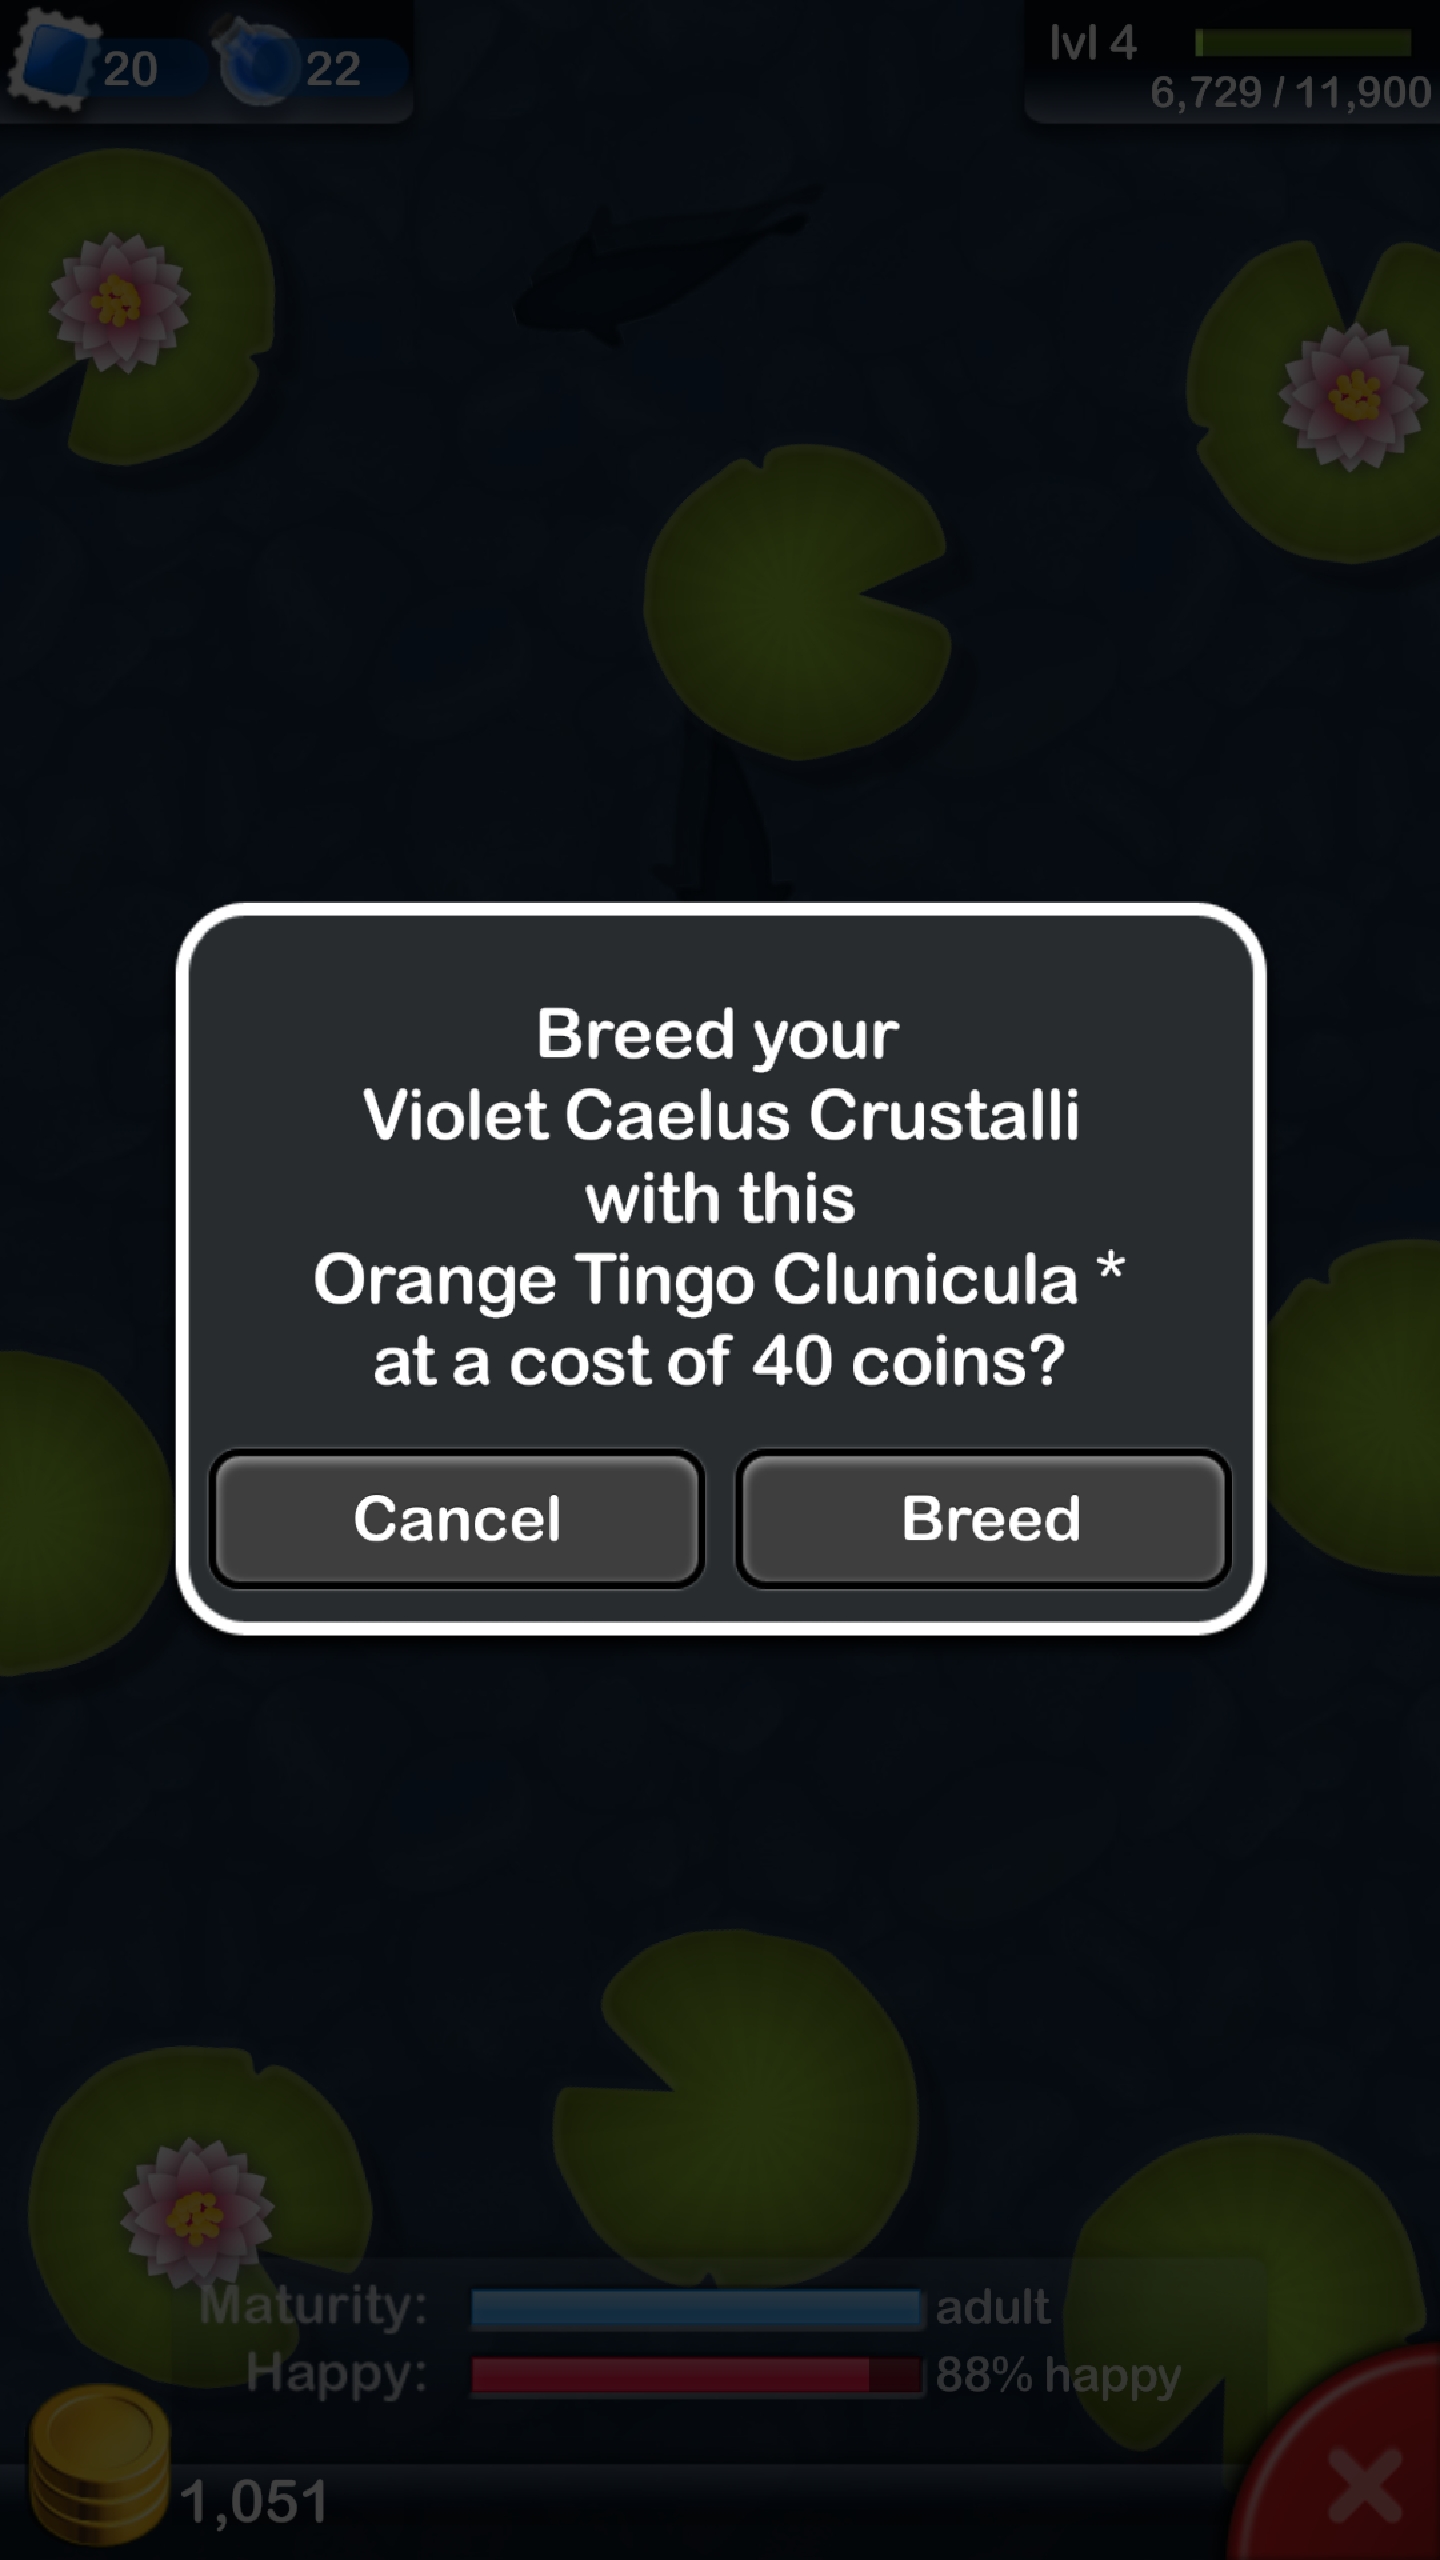 20
22
lvl 4
6,729 / 11,900
Breed your
Violet Caelus Crustalli
with this
Orange Tingo Clunicula *
at a cost of 40 coins?
Cancel
Breed
Maturity:
adult
Happy:
88% happy
1,051